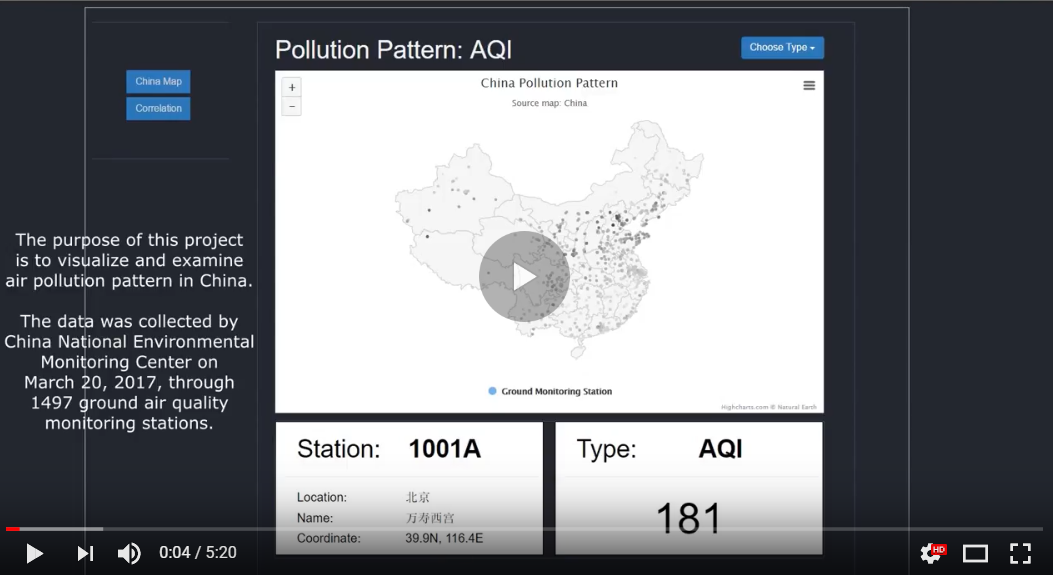 Pollution Pattern: AQI
Choose Type
China Map
Correlation
+
−
China Pollution Pattern
Source map: China
The purpose of this project
is to visualize and examine
air pollution pattern in China.
The data was collected by
China National Environmental
Monitoring Center on
March 20, 2017, through
1497 ground air quality
monitoring stations.
Ground Monitoring Station
Highcharts.com © Natural Earth
Station: 1001A
Location: 北京
Name: 万寿西宫
Coordinate: 39.9N, 116.4E
Type: AQI
181
0:04 / 5:20
HD